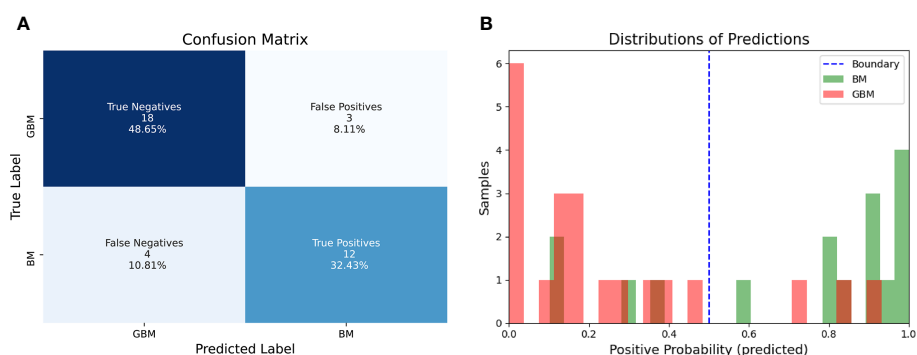 A
Confusion Matrix
True Label
GBM
BM
True Negatives
18
48.65%
False Positives
3
8.11%
False Negatives
4
10.81%
True Positives
12
32.43%
GBM
BM
Predicted Label
B
Distributions of Predictions
Samples
6
5
4
3
2
1
0
Boundary
BM
GBM
0.0
0.2
0.4
0.6
0.8
1.0
Positive Probability (predicted)